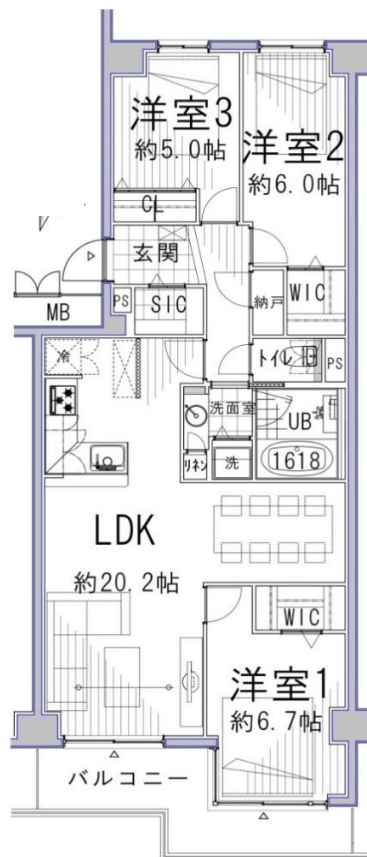 洋室3
約5.0帖
洋室2
約6.0帖
CL
玄関
WIC
納戸
PS
SIC
MB
トイレ
PS
冷
洗面室
UB
リネン
洗
1618
LDK
約20.2帖
WIC
洋室1
約6.7帖
バルコニー